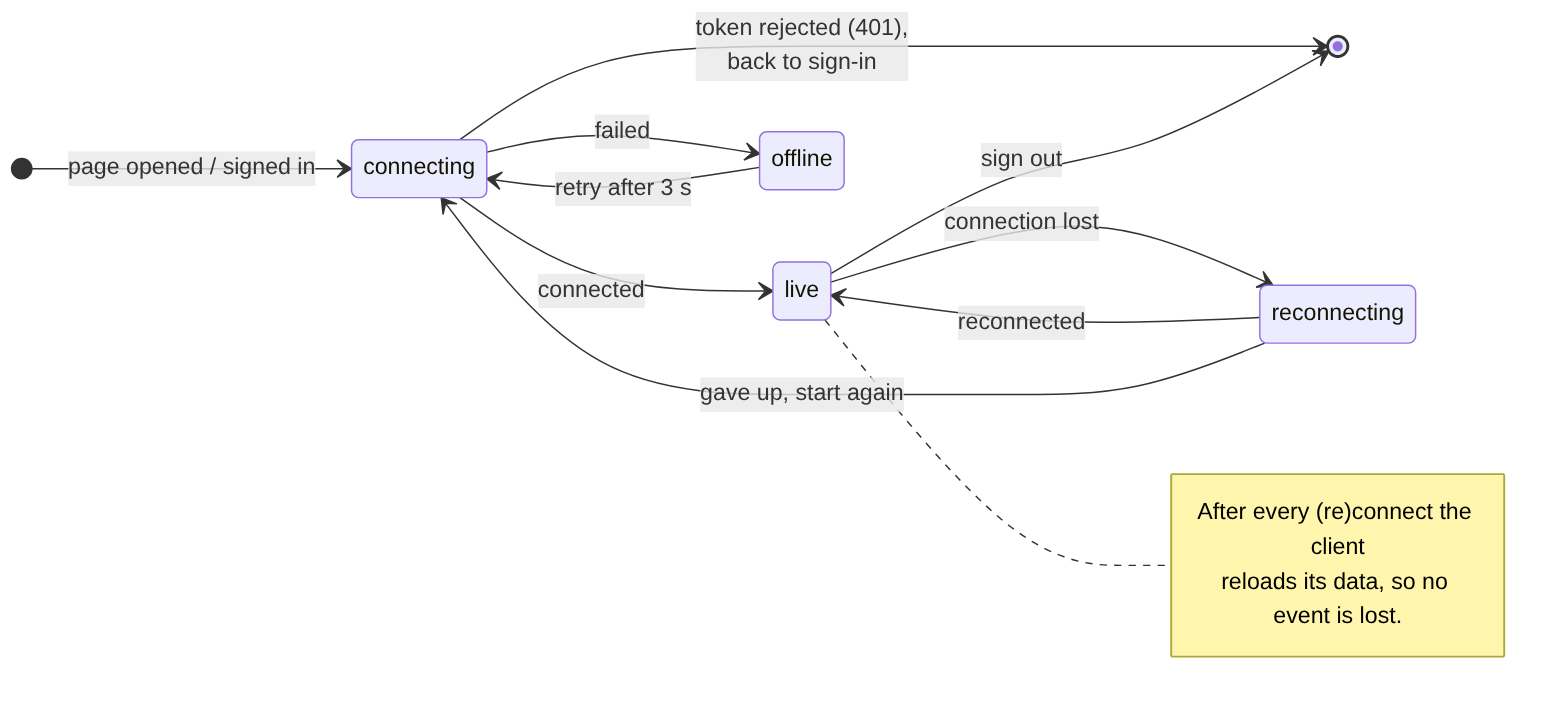 token rejected (401),
back to sign-in
failed
page opened / signed in
connecting
offline
retry after 3 s
sign out
connection lost
connected
live
reconnecting
reconnected
gave up, start again
After every (re)connect the
client
reloads its data, so no
event is lost.